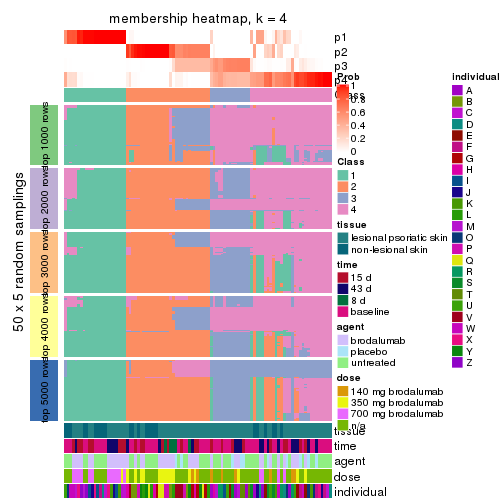 membership heatmap, k = 4
p1
p2
p3
p4
Class
50 x 5 random samplings
top 1000 rows
top 2000 rows
top 3000 rows
top 4000 rows
top 5000 rows
tissue
time
agent
dose
individual
Prob
1
0.8
0.6
0.4
0.2
0
Class
1
2
3
4
tissue
lesional psoriatic skin
non-lesional skin
time
15 d
43 d
8 d
baseline
agent
brodalumab
placebo
untreated
dose
140 mg brodalumab
350 mg brodalumab
700 mg brodalumab
n/a
individual
A
B
C
D
E
F
G
H
I
J
K
L
M
O
P
Q
R
S
T
U
V
W
X
Y
Z